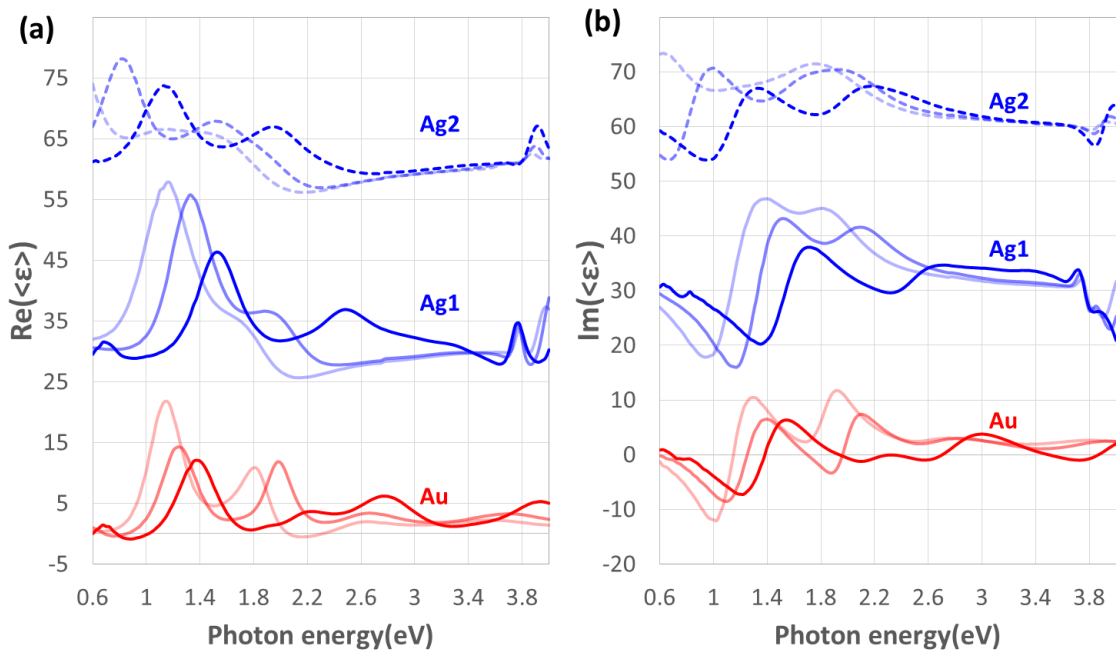 (a)
75
65
55
45
35
25
15
5
-5
Re(<ε>)
Ag2
Ag1
Au
0.6 1 1.4 1.8 2.2 2.6 3 3.4 3.8
Photon energy(eV)
(b)
70
60
50
40
30
20
10
0
-10
-20
Im(<ε>)
Ag2
Ag1
Au
0.6 1 1.4 1.8 2.2 2.6 3 3.4 3.8
Photon energy(eV)